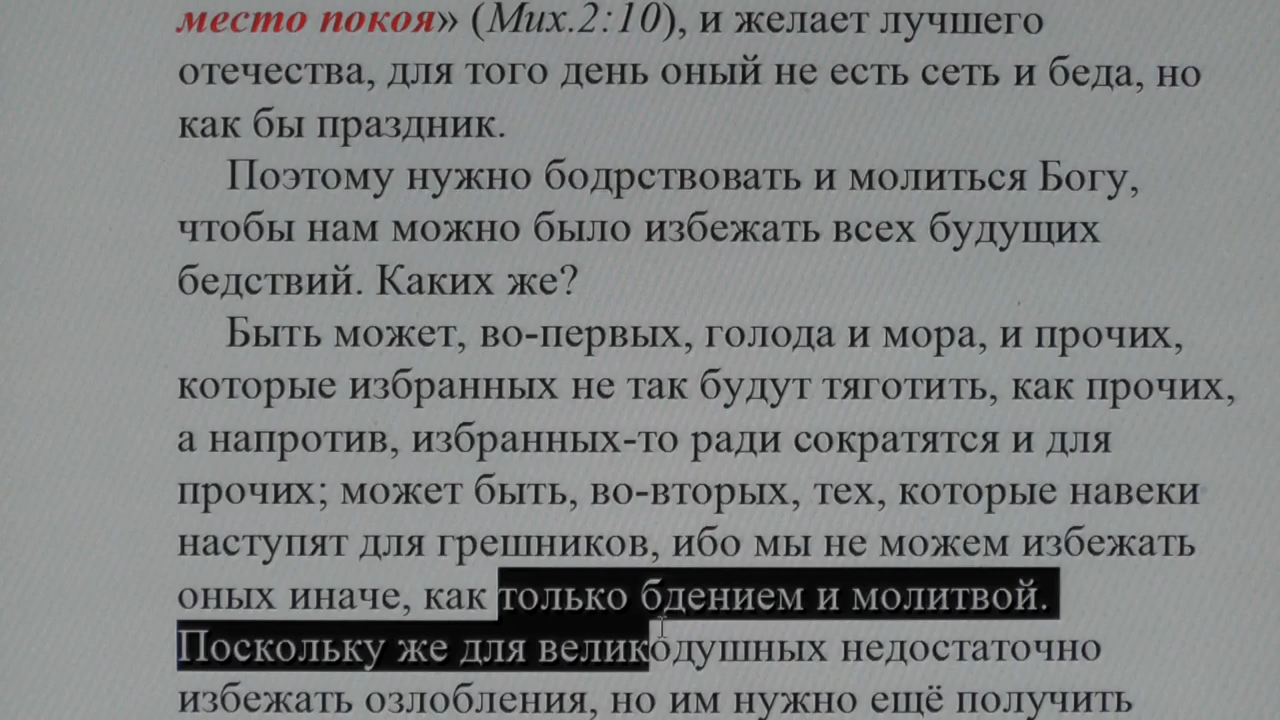 место покоя» (Мих.2:10), и желает лучшего
отечества, для того день оный не есть сеть и беда, но
как бы праздник.
Поэтому нужно бодрствовать и молиться Богу,
чтобы нам можно было избежать всех будущих
бедствий. Каких же?
Быть может, во-первых, голода и мора, и прочих,
которые избранных не так будут тяготить, как прочих,
а напротив, избранных-то ради сократятся и для
прочих; может быть, во-вторых, тех, которые навеки
наступят для грешников, ибо мы не можем избежать
оных иначе, как только бдением и молитвой.
Поскольку же для великодушных недостаточно
избежать озлобления, но им нужно ещё получить